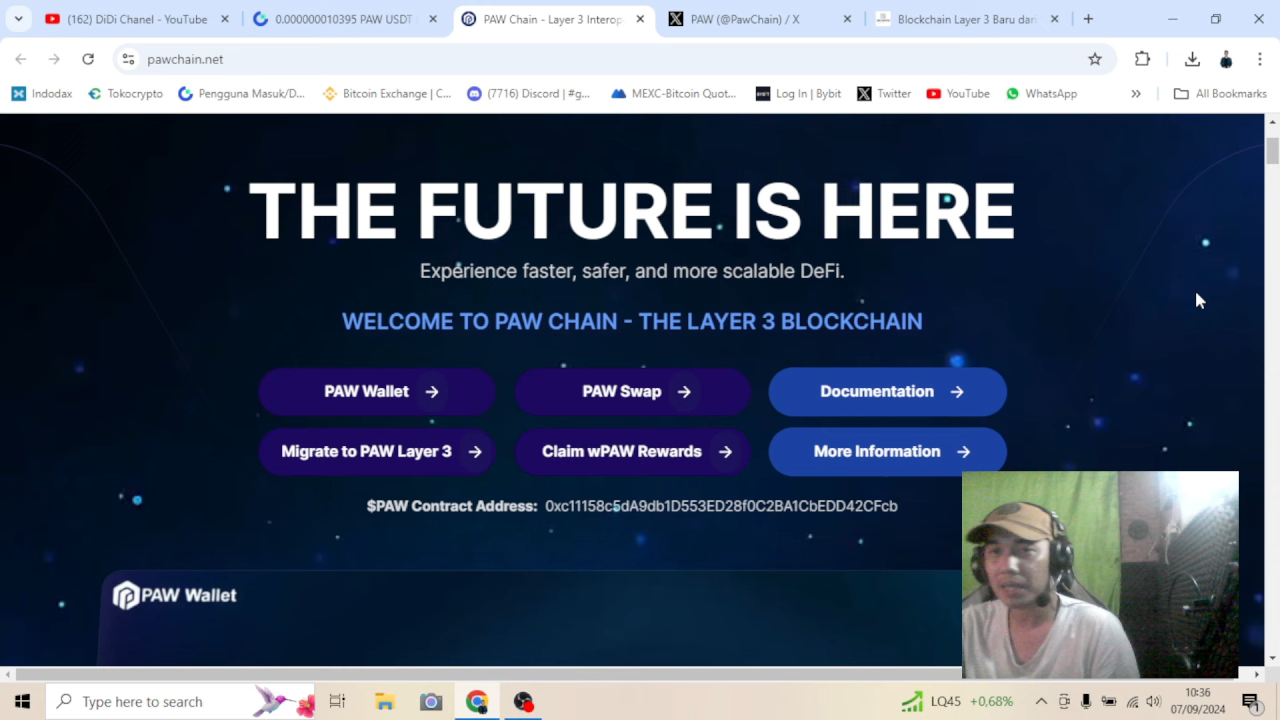 (162) DiDi Chanel - YouTube
0.000000010395 PAW USDT
PAW Chain - Layer 3 Interop
PAW (@PawChain) / X
Blockchain Layer 3 Baru dari
pawchain.net
Indodax
Tokocrypto
Pengguna Masuk/D...
Bitcoin Exchange | C...
(7716) Discord | #g...
MEXC-Bitcoin Quot...
Log In | Bybit
Twitter
YouTube
WhatsApp
All Bookmarks
THE FUTURE IS HERE
Experience faster, safer, and more scalable DeFi.
WELCOME TO PAW CHAIN - THE LAYER 3 BLOCKCHAIN
PAW Wallet →
PAW Swap →
Documentation →
Migrate to PAW Layer 3 →
Claim wPAW Rewards →
More Information →
$PAW Contract Address: 0xc11158c5dA9db1D553ED28f0C2BA1CbEDD42CFcb
PAW Wallet
Type here to search
LQ45 +0,68%
10:36
07/09/2024
1